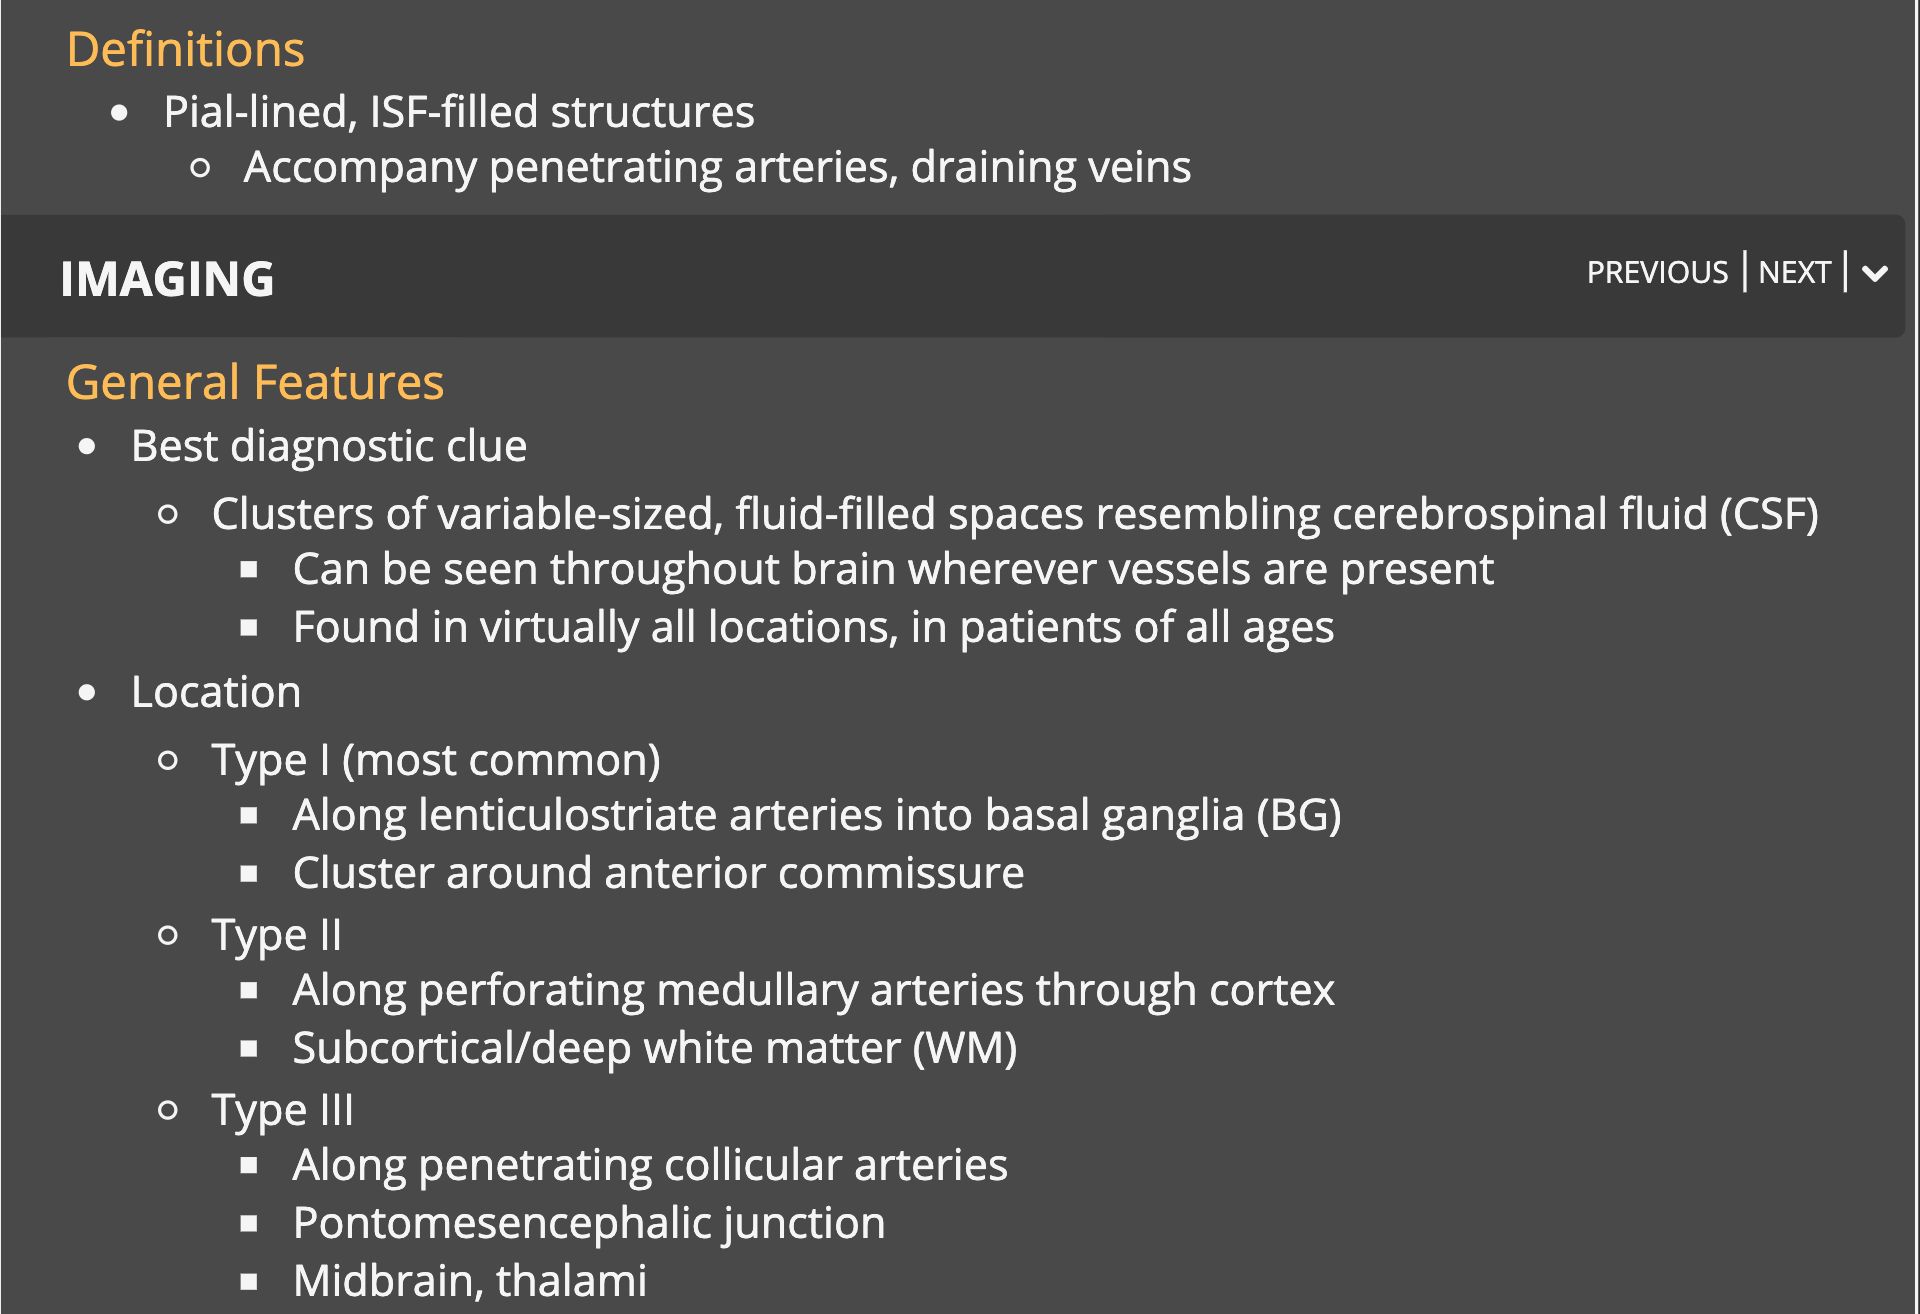 Definitions
Pial-lined, ISF-filled structures
Accompany penetrating arteries, draining veins
IMAGING
PREVIOUS | NEXT |
General Features
Best diagnostic clue
Clusters of variable-sized, fluid-filled spaces resembling cerebrospinal fluid (CSF)
Can be seen throughout brain wherever vessels are present
Found in virtually all locations, in patients of all ages
Location
Type I (most common)
Along lenticulostriate arteries into basal ganglia (BG)
Cluster around anterior commissure
Type II
Along perforating medullary arteries through cortex
Subcortical/deep white matter (WM)
Type III
Along penetrating collicular arteries
Pontomesencephalic junction
Midbrain, thalami